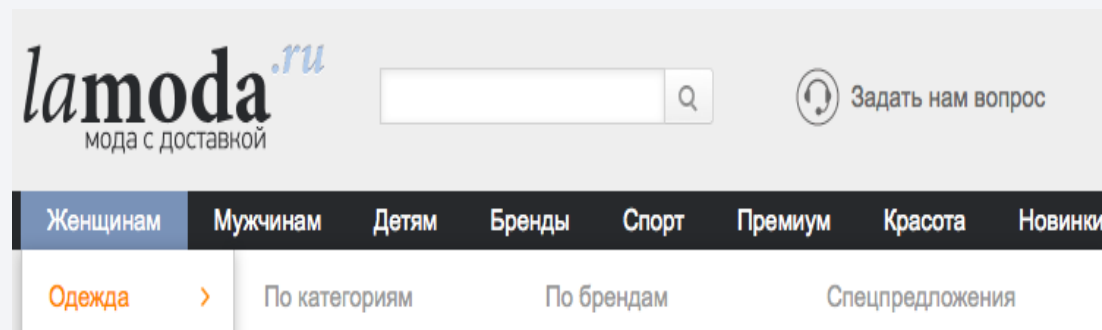 lamoda.ru
мода с доставкой
Задать нам вопрос
Женщинам Мужчинам Детям Бренды Спорт Премиум Красота Новинки
Одежда По категориям По брендам Спецпредложения